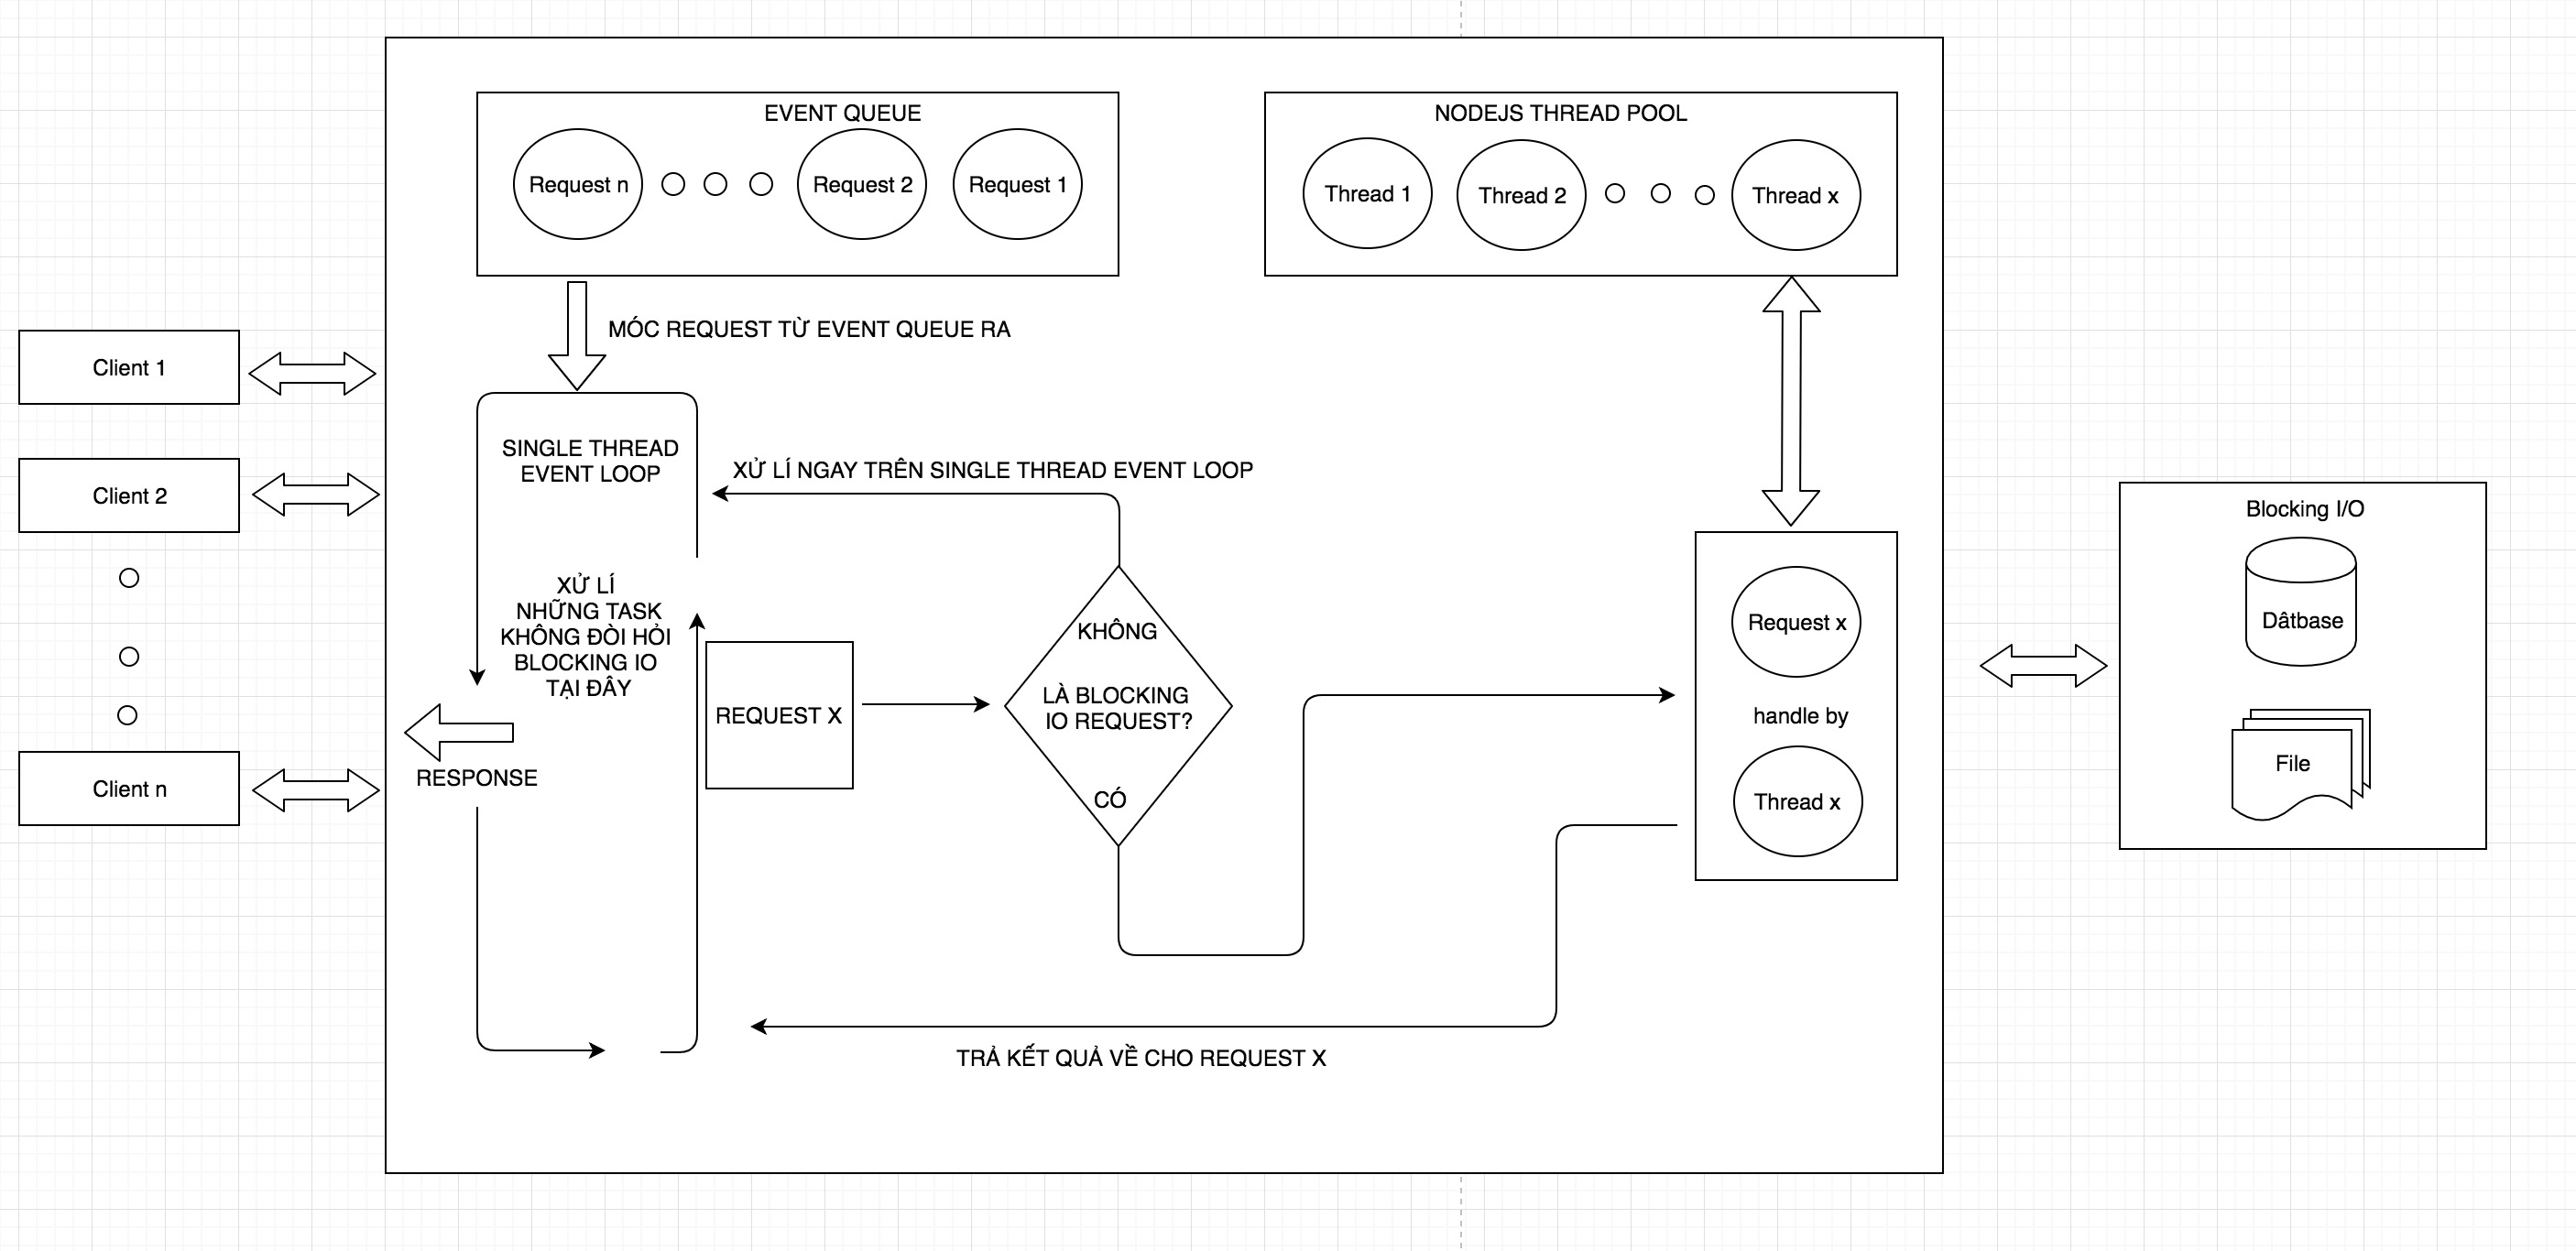 EVENT QUEUE
Request n
Request 2
Request 1
NODEJS THREAD POOL
Thread 1
Thread 2
Thread x
MÓC REQUEST TỪ EVENT QUEUE RA
Client 1
Client 2
Client n
SINGLE THREAD
EVENT LOOP
XỬ LÍ NGAY TRÊN SINGLE THREAD EVENT LOOP
XỬ LÍ
NHỮNG TASK
KHÔNG ĐÒI HỎI
BLOCKING IO
TẠI ĐÂY
RESPONSE
REQUEST X
KHÔNG
LÀ BLOCKING
IO REQUEST?
CÓ
Request x
handle by
Thread x
TRẢ KẾT QUẢ VỀ CHO REQUEST X
Blocking I/O
Dâtbase
File